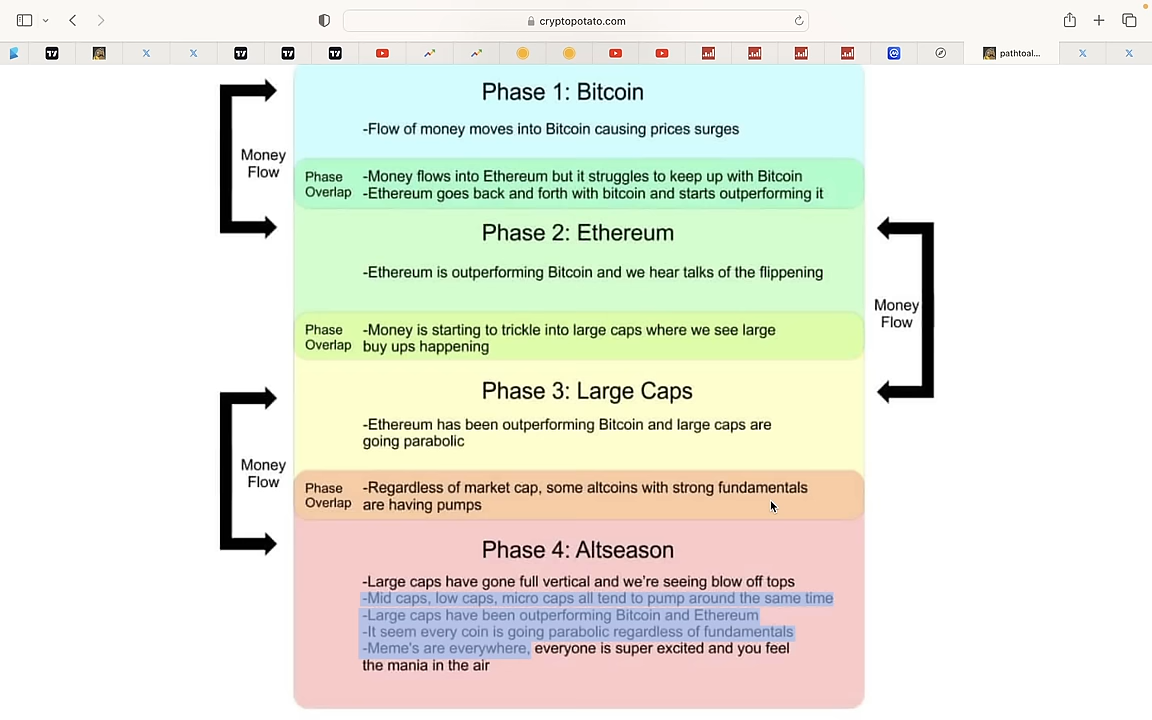 cryptopotato.com
pathtoal...
Phase 1: Bitcoin
-Flow of money moves into Bitcoin causing prices surges
Money
Flow
Phase
Overlap
-Money flows into Ethereum but it struggles to keep up with Bitcoin
-Ethereum goes back and forth with bitcoin and starts outperforming it
Phase 2: Ethereum
-Ethereum is outperforming Bitcoin and we hear talks of the flippening
Money
Flow
Phase
Overlap
-Money is starting to trickle into large caps where we see large
buy ups happening
Phase 3: Large Caps
-Ethereum has been outperforming Bitcoin and large caps are
going parabolic
Money
Flow
Phase
Overlap
-Regardless of market cap, some altcoins with strong fundamentals
are having pumps
Phase 4: Altseason
-Large caps have gone full vertical and we're seeing blow off tops
-Mid caps, low caps, micro caps all tend to pump around the same time
-Large caps have been outperforming Bitcoin and Ethereum
-It seem every coin is going parabolic regardless of fundamentals
-Meme's are everywhere, everyone is super excited and you feel
the mania in the air